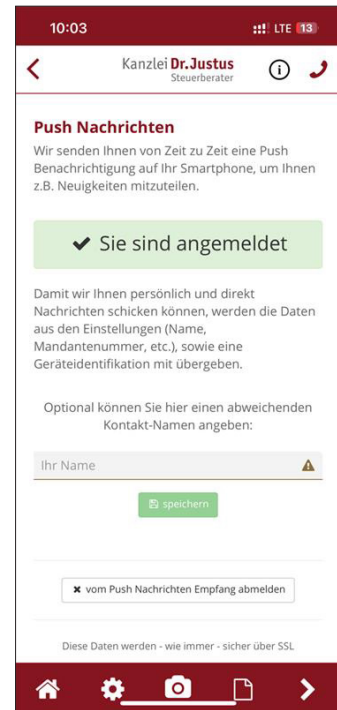 10:03
LTE 13
Kanzlei Dr.Justus
Steuerberater
Push Nachrichten
Wir senden Ihnen von Zeit zu Zeit eine Push
Benachrichtigung auf Ihr Smartphone, um Ihnen
z.B. Neuigkeiten mitzuteilen.
Sie sind angemeldet
Damit wir Ihnen persönlich und direkt
Nachrichten schicken können, werden die Daten
aus den Einstellungen (Name,
Mandantenummer, etc.), sowie eine
Geräteidentifikation mit übergeben.
Optional können Sie hier einen abweichenden
Kontakt-Namen angeben:
Ihr Name
speichern
vom Push Nachrichten Empfang abmelden
Diese Daten werden - wie immer - sicher über SSL